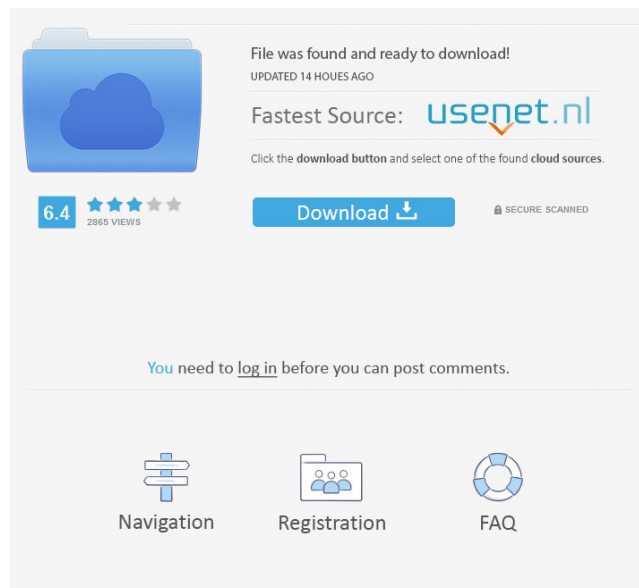 File was found and ready to download!
UPDATED 14 HOUES AGO
Fastest Source: usenet.nl
Click the download button and select one of the found cloud sources.
6.4
2865 VIEWS
Download
SECURE SCANNED
You need to log in before you can post comments.
Navigation
Registration
FAQ